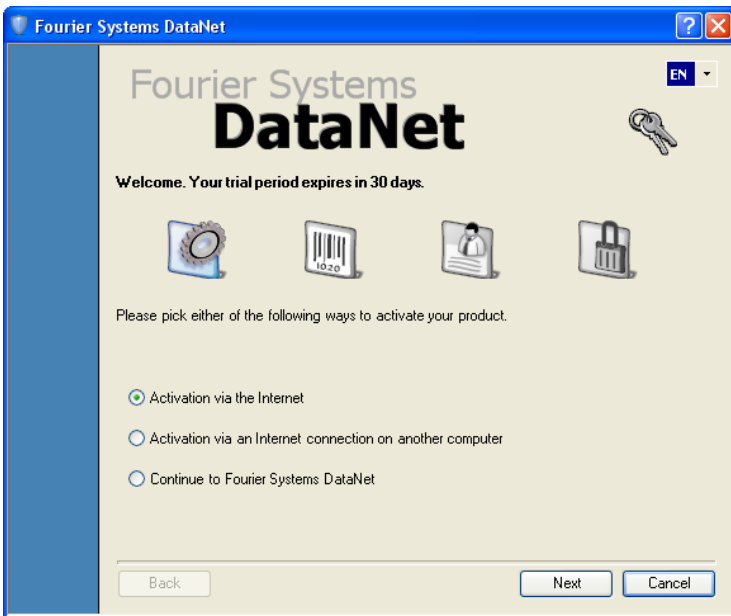 Fourier Systems DataNet
EN
Fourier Systems
DataNet
Welcome. Your trial period expires in 30 days.
1020
Please pick either of the following ways to activate your product.
Activation via the Internet
Activation via an Internet connection on another computer
Continue to Fourier Systems DataNet
Back
Next
Cancel